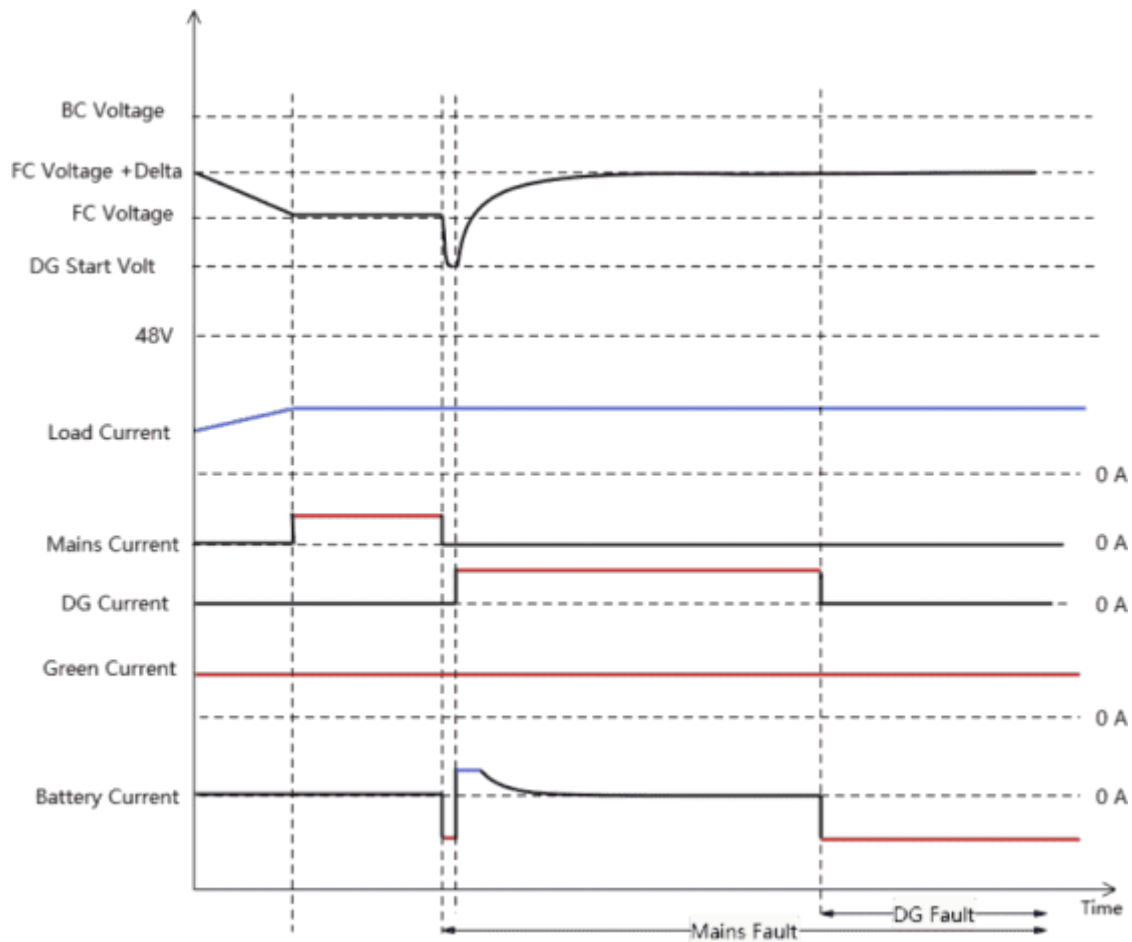 BC Voltage
FC Voltage +Delta
FC Voltage
DG Start Volt
48V
Load Current
0 A
Mains Current
0 A
DG Current
0 A
Green Current
0 A
Battery Current
0 A
Time
DG Fault
Mains Fault